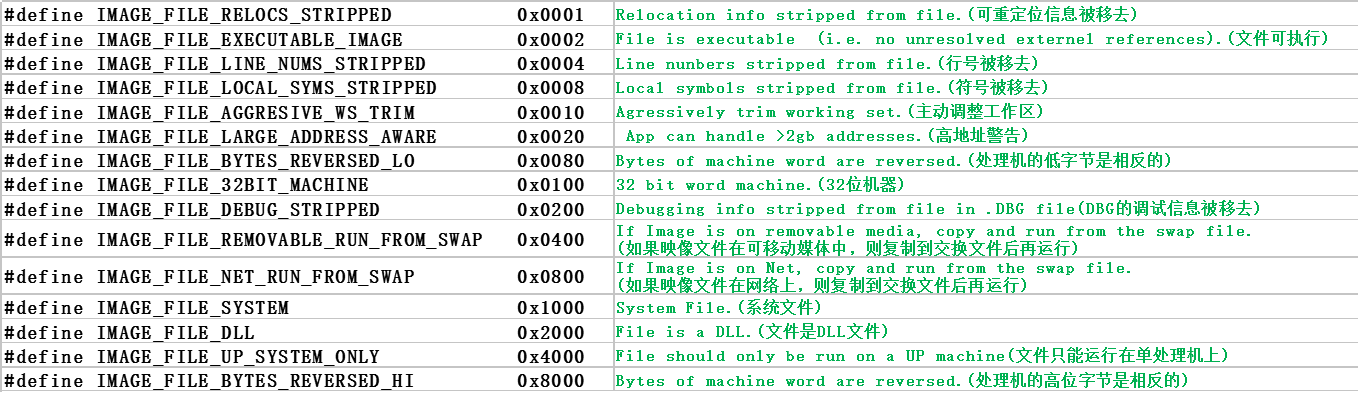 #define IMAGE_FILE_RELOCS_STRIPPED 0x0001 Relocation info stripped from file.(可重定位信息被移去)
#define IMAGE_FILE_EXECUTABLE_IMAGE 0x0002 File is executable (i.e. no unresolved externel references).(文件可执行)
#define IMAGE_FILE_LINE_NUMS_STRIPPED 0x0004 Line nunbers stripped from file.(行号被移去)
#define IMAGE_FILE_LOCAL_SYMS_STRIPPED 0x0008 Local symbols stripped from file.(符号被移去)
#define IMAGE_FILE_AGGRESIVE_WS_TRIM 0x0010 Agressively trim working set.(主动调整工作区)
#define IMAGE_FILE_LARGE_ADDRESS_AWARE 0x0020 App can handle >2gb addresses.(高地址警告)
#define IMAGE_FILE_BYTES_REVERSED_LO 0x0080 Bytes of machine word are reversed.(处理机的低字节是相反的)
#define IMAGE_FILE_32BIT_MACHINE 0x0100 32 bit word machine.(32位机器)
#define IMAGE_FILE_DEBUG_STRIPPED 0x0200 Debugging info stripped from file in .DBG file(DBG的调试信息被移去)
#define IMAGE_FILE_REMOVABLE_RUN_FROM_SWAP 0x0400 If Image is on removable media, copy and run from the swap file.
(如果映像文件在可移动媒体中，则复制到交换文件后再运行)
#define IMAGE_FILE_NET_RUN_FROM_SWAP 0x0800 If Image is on Net, copy and run from the swap file.
(如果映像文件在网络上，则复制到交换文件后再运行)
#define IMAGE_FILE_SYSTEM 0x1000 System File.(系统文件)
#define IMAGE_FILE_DLL 0x2000 File is a DLL.(文件是DLL文件)
#define IMAGE_FILE_UP_SYSTEM_ONLY 0x4000 File should only be run on a UP machine(文件只能运行在单处理机上)
#define IMAGE_FILE_BYTES_REVERSED_HI 0x8000 Bytes of machine word are reversed.(处理机的高位字节是相反的)